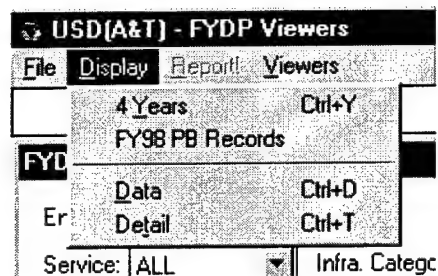 USD(A&T) - FYDP Viewers
File Display Report! Viewers
4 Years Ctrl+Y
FY98 PB Records
FYD
Data Ctrl+D
Er
Detail Ctrl+T
Service: ALL Infra. Catego